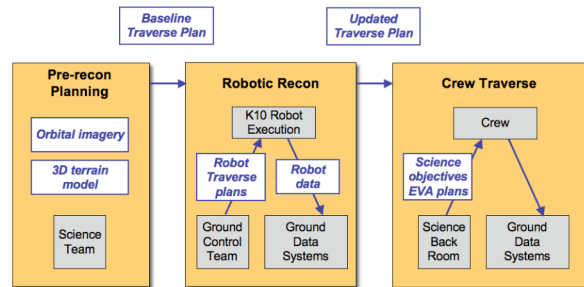 Baseline
Traverse Plan
Updated
Traverse Plan
Pre-recon
Planning
Orbital imagery
3D terrain
model
Science
Team
Robotic Recon
K10 Robot
Execution
Robot
Traverse
plans
Robot
data
Ground
Control
Team
Ground
Data
Systems
Crew Traverse
Crew
Science
objectives
EVA plans
Science
Back
Room
Ground
Data
Systems